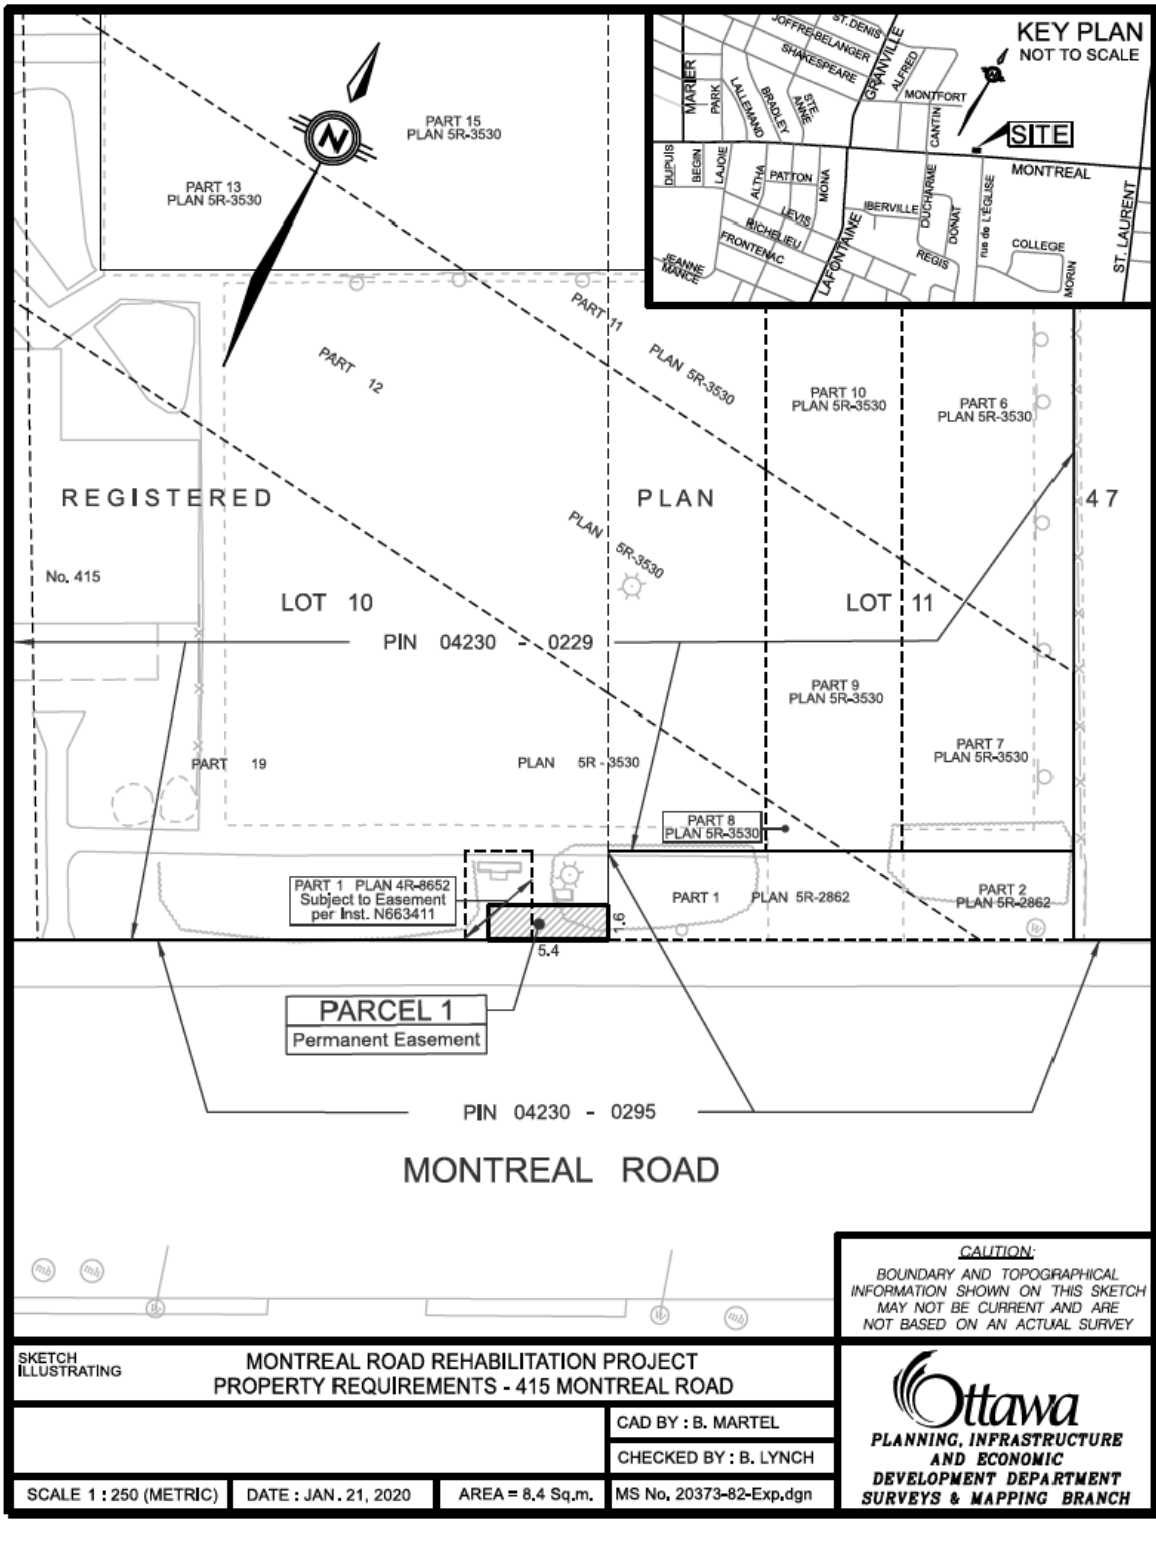 KEY PLAN
NOT TO SCALE
ST.DENIS
JOFFRE-BELANGER
SHAKESPEARE
GRANVILLE
ALFRED
MARIER
PARK
LALLEMAND
BRADLEY
STE.
ANNE
MONTFORT
CANTIN
SITE
MONTREAL
DUPUIS
BEGIN
LAJOIE
ALTHA
PATTON
MONA
LEVIS
RICHELIEU
FRONTENAC
JEANNE
MANCE
LAFONTAINE
IBERVILLE
DUCHARME
DONAT
REGIS
rue de L'ÉGLISE
COLLEGE
MORIN
ST. LAURENT
N
PART 15
PLAN 5R-3530
PART 13
PLAN 5R-3530
PART 11
PLAN 5R-3530
PART 12
PLAN 5R-3530
PART 10
PLAN 5R-3530
PART 6
PLAN 5R-3530
REGISTERED PLAN 47
No. 415
LOT 10
LOT 11
PIN 04230 - 0229
PART 9
PLAN 5R-3530
PART 7
PLAN 5R-3530
PART 19 PLAN 5R-3530
PART 8
PLAN 5R-3530
PART 1 PLAN 4R-8652
Subject to Easement
per Inst. N663411
PART 1 PLAN 5R-2862
PART 2
PLAN 5R-2862
W
1.6
5.4
PARCEL 1
Permanent Easement
PIN 04230 - 0295
MONTREAL ROAD
mh
mh
W
W
mh
CAUTION:
BOUNDARY AND TOPOGRAPHICAL
INFORMATION SHOWN ON THIS SKETCH
MAY NOT BE CURRENT AND ARE
NOT BASED ON AN ACTUAL SURVEY
SKETCH
ILLUSTRATING
MONTREAL ROAD REHABILITATION PROJECT
PROPERTY REQUIREMENTS - 415 MONTREAL ROAD
CAD BY : B. MARTEL
CHECKED BY : B. LYNCH
SCALE 1 : 250 (METRIC)
DATE : JAN. 21, 2020
AREA = 8.4 Sq.m.
MS No. 20373-82-Exp.dgn
Ottawa
PLANNING, INFRASTRUCTURE
AND ECONOMIC
DEVELOPMENT DEPARTMENT
SURVEYS & MAPPING BRANCH